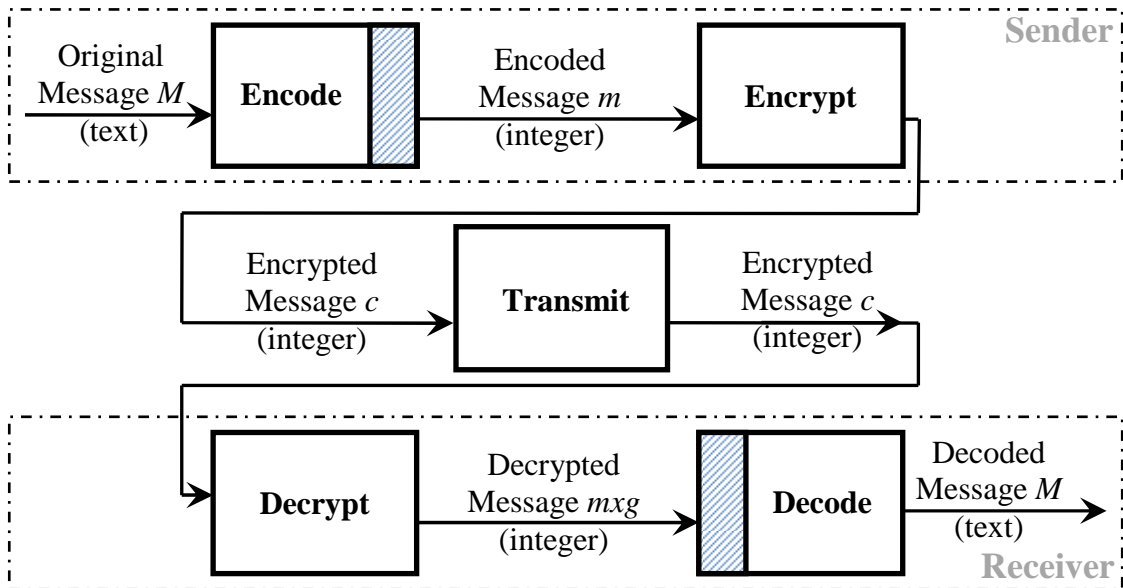 Sender
Original
Message M
(text)
Encode
Encoded
Message m
(integer)
Encrypt
Encrypted
Message c
(integer)
Transmit
Encrypted
Message c
(integer)
Decrypt
Decrypted
Message mxg
(integer)
Decode
Decoded
Message M
(text)
Receiver